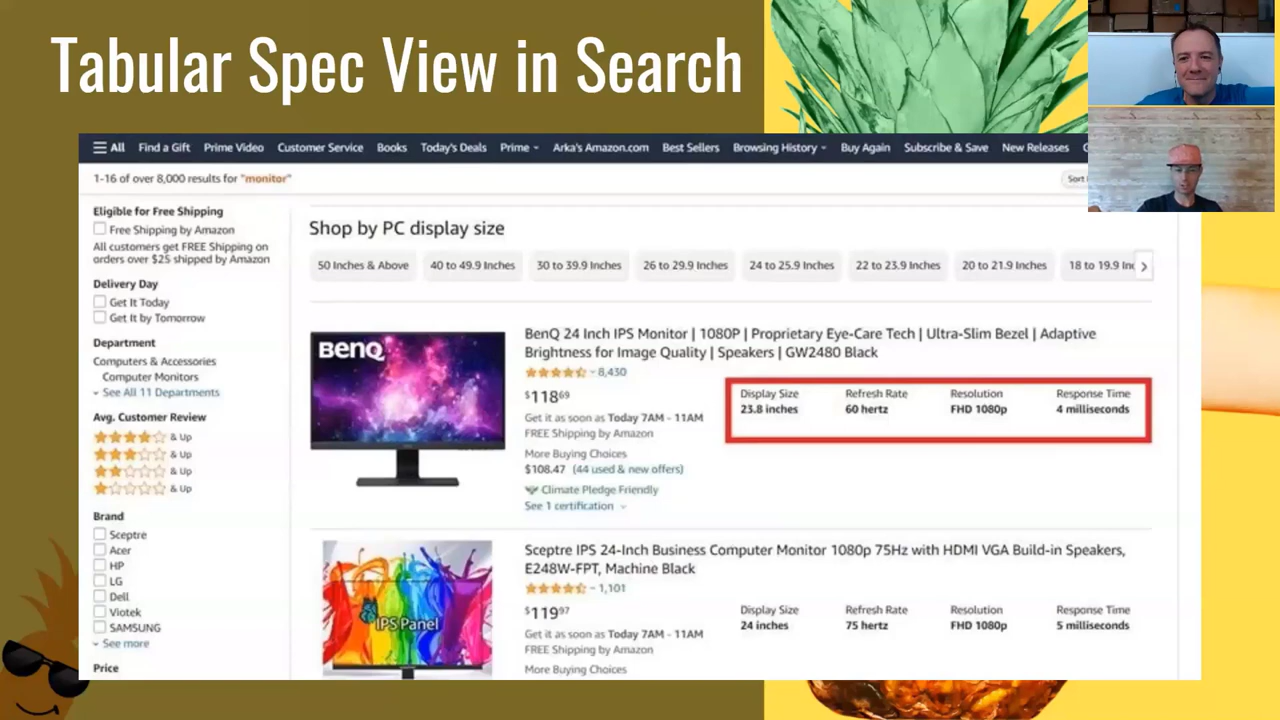 Tabular Spec View in Search
All Find a Gift Prime Video Customer Service Books Today's Deals Prime Arka's Amazon.com Best Sellers Browsing History Buy Again Subscribe & Save New Releases
1-16 of over 8,000 results for "monitor"
Sort
Eligible for Free Shipping
Free Shipping by Amazon
All customers get FREE Shipping on
orders over $25 shipped by Amazon
Delivery Day
Get It Today
Get It by Tomorrow
Department
Computers & Accessories
Computer Monitors
See All 11 Departments
Avg. Customer Review
& Up
& Up
& Up
& Up
Brand
Sceptre
Acer
HP
LG
Dell
Viotek
SAMSUNG
See more
Price
Shop by PC display size
50 Inches & Above 40 to 49.9 Inches 30 to 39.9 Inches 26 to 29.9 Inches 24 to 25.9 Inches 22 to 23.9 Inches 20 to 21.9 Inches 18 to 19.9 Inc
BenQ
BenQ 24 Inch IPS Monitor | 1080P | Proprietary Eye-Care Tech | Ultra-Slim Bezel | Adaptive
Brightness for Image Quality | Speakers | GW2480 Black
8,430
$118.69
Get it as soon as Today 7AM - 11AM
FREE Shipping by Amazon
More Buying Choices
$108.47 (44 used & new offers)
Climate Pledge Friendly
See 1 certification
Display Size Refresh Rate Resolution Response Time
23.8 inches 60 hertz FHD 1080p 4 milliseconds
IPS Panel
Sceptre IPS 24-Inch Business Computer Monitor 1080p 75Hz with HDMI VGA Build-in Speakers,
E248W-FPT, Machine Black
1,101
$119.97
Get it as soon as Today 7AM - 11AM
FREE Shipping by Amazon
More Buying Choices
Display Size Refresh Rate Resolution Response Time
24 inches 75 hertz FHD 1080p 5 milliseconds